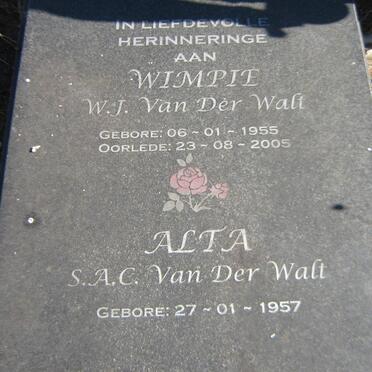 IN LIEFDEVOLLE
HERINNERINGE
AAN
WIMPIE
W.J. Van Der Walt
GEBORE: 06 ~ 01 ~ 1955
OORLEDE: 23 ~ 08 ~ 2005
ALTA
S.A.C. Van Der Walt
GEBORE: 27 ~ 01 ~ 1957